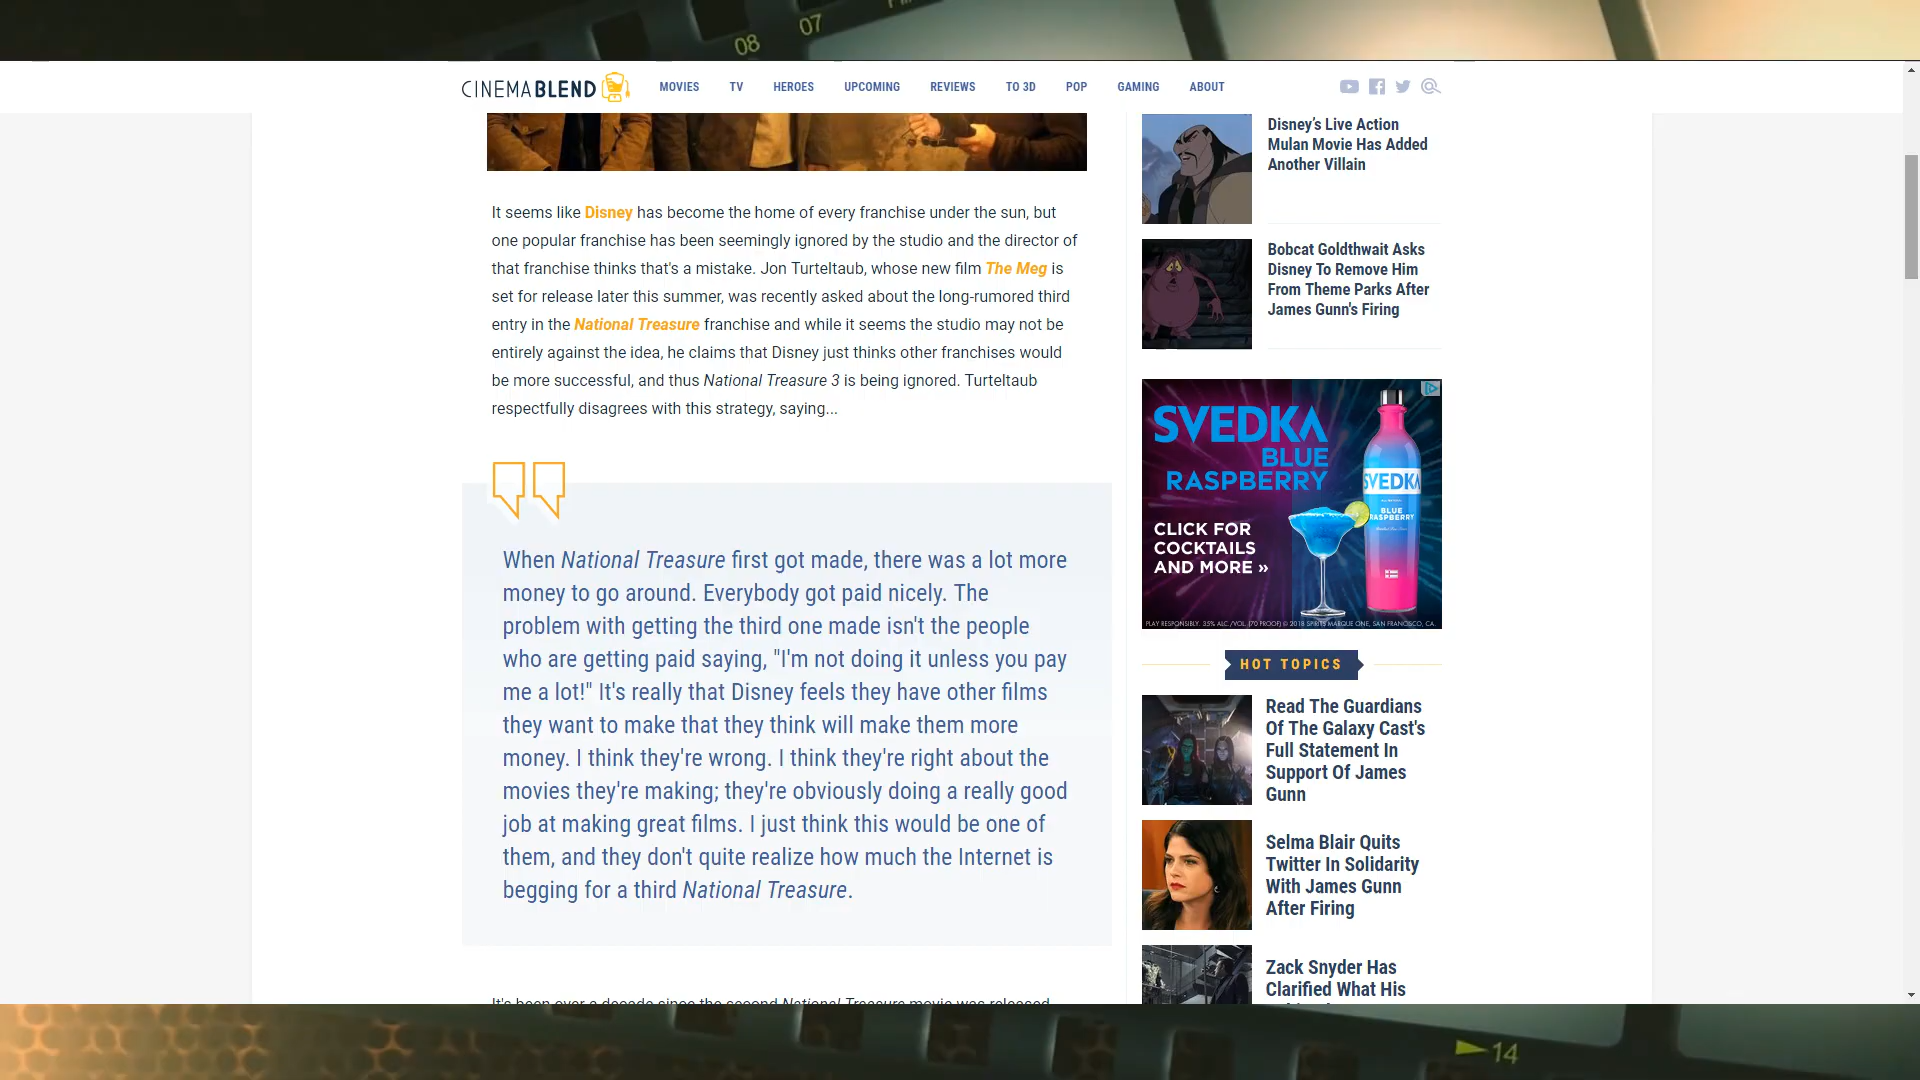 08
07
CINEMABLEND
MOVIES
TV
HEROES
UPCOMING
REVIEWS
TO 3D
POP
GAMING
ABOUT
It seems like Disney has become the home of every franchise under the sun, but
one popular franchise has been seemingly ignored by the studio and the director of
that franchise thinks that's a mistake. Jon Turteltaub, whose new film The Meg is
set for release later this summer, was recently asked about the long-rumored third
entry in the National Treasure franchise and while it seems the studio may not be
entirely against the idea, he claims that Disney just thinks other franchises would
be more successful, and thus National Treasure 3 is being ignored. Turteltaub
respectfully disagrees with this strategy, saying...
When National Treasure first got made, there was a lot more
money to go around. Everybody got paid nicely. The
problem with getting the third one made isn't the people
who are getting paid saying, "I'm not doing it unless you pay
me a lot!" It's really that Disney feels they have other films
they want to make that they think will make them more
money. I think they're wrong. I think they're right about the
movies they're making; they're obviously doing a really good
job at making great films. I just think this would be one of
them, and they don't quite realize how much the Internet is
begging for a third National Treasure.
It's been over a decade since the second National Treasure movie was released
Disney's Live Action
Mulan Movie Has Added
Another Villain
Bobcat Goldthwait Asks
Disney To Remove Him
From Theme Parks After
James Gunn's Firing
SVEDKA
BLUE
RASPBERRY
CLICK FOR
COCKTAILS
AND MORE »
SVEDKA
BLUE
RASPBERRY
PLAY RESPONSIBLY. 35% ALC./VOL. (70 PROOF) © 2018 SPIRITS MARQUE ONE, SAN FRANCISCO, CA.
HOT TOPICS
Read The Guardians
Of The Galaxy Cast's
Full Statement In
Support Of James
Gunn
Selma Blair Quits
Twitter In Solidarity
With James Gunn
After Firing
Zack Snyder Has
Clarified What His
14